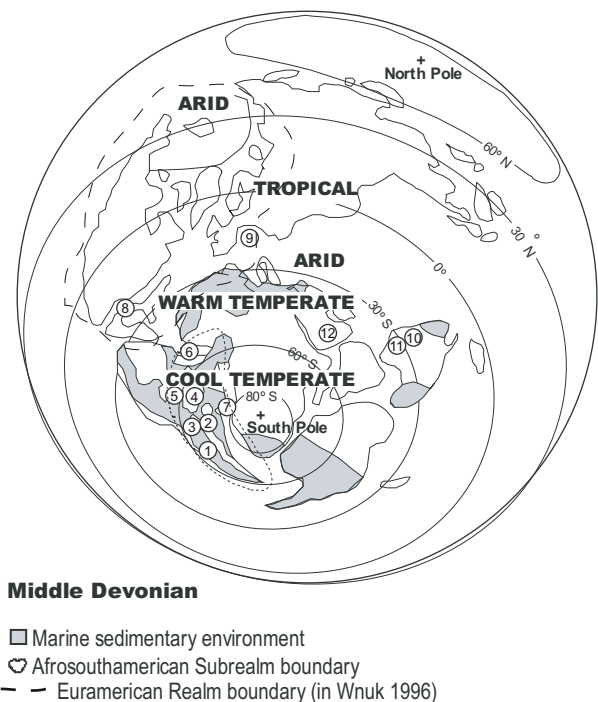 +
North Pole
ARID
60° N
TROPICAL
30° N
9
0°
ARID
WARM TEMPERATE
30° S
8
12
10
11
6
60° S
COOL TEMPERATE
5
4
80° S
7
+
South Pole
3
2
1
Middle Devonian
Marine sedimentary environment
Afrosouthamerican Subrealm boundary
Euramerican Realm boundary (in Wnuk 1996)